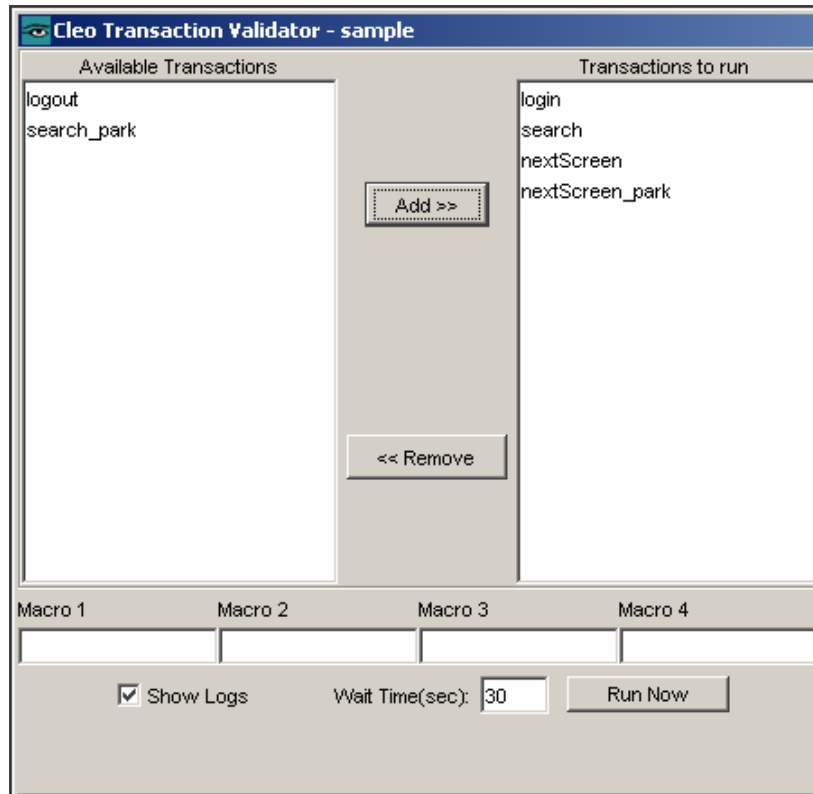 Cleo Transaction Validator - sample
Available Transactions
Transactions to run
logout
search_park
login
search
nextScreen
nextScreen_park
Add >>
<< Remove
Macro 1 Macro 2 Macro 3 Macro 4
Show Logs Wait Time(sec): 30 Run Now